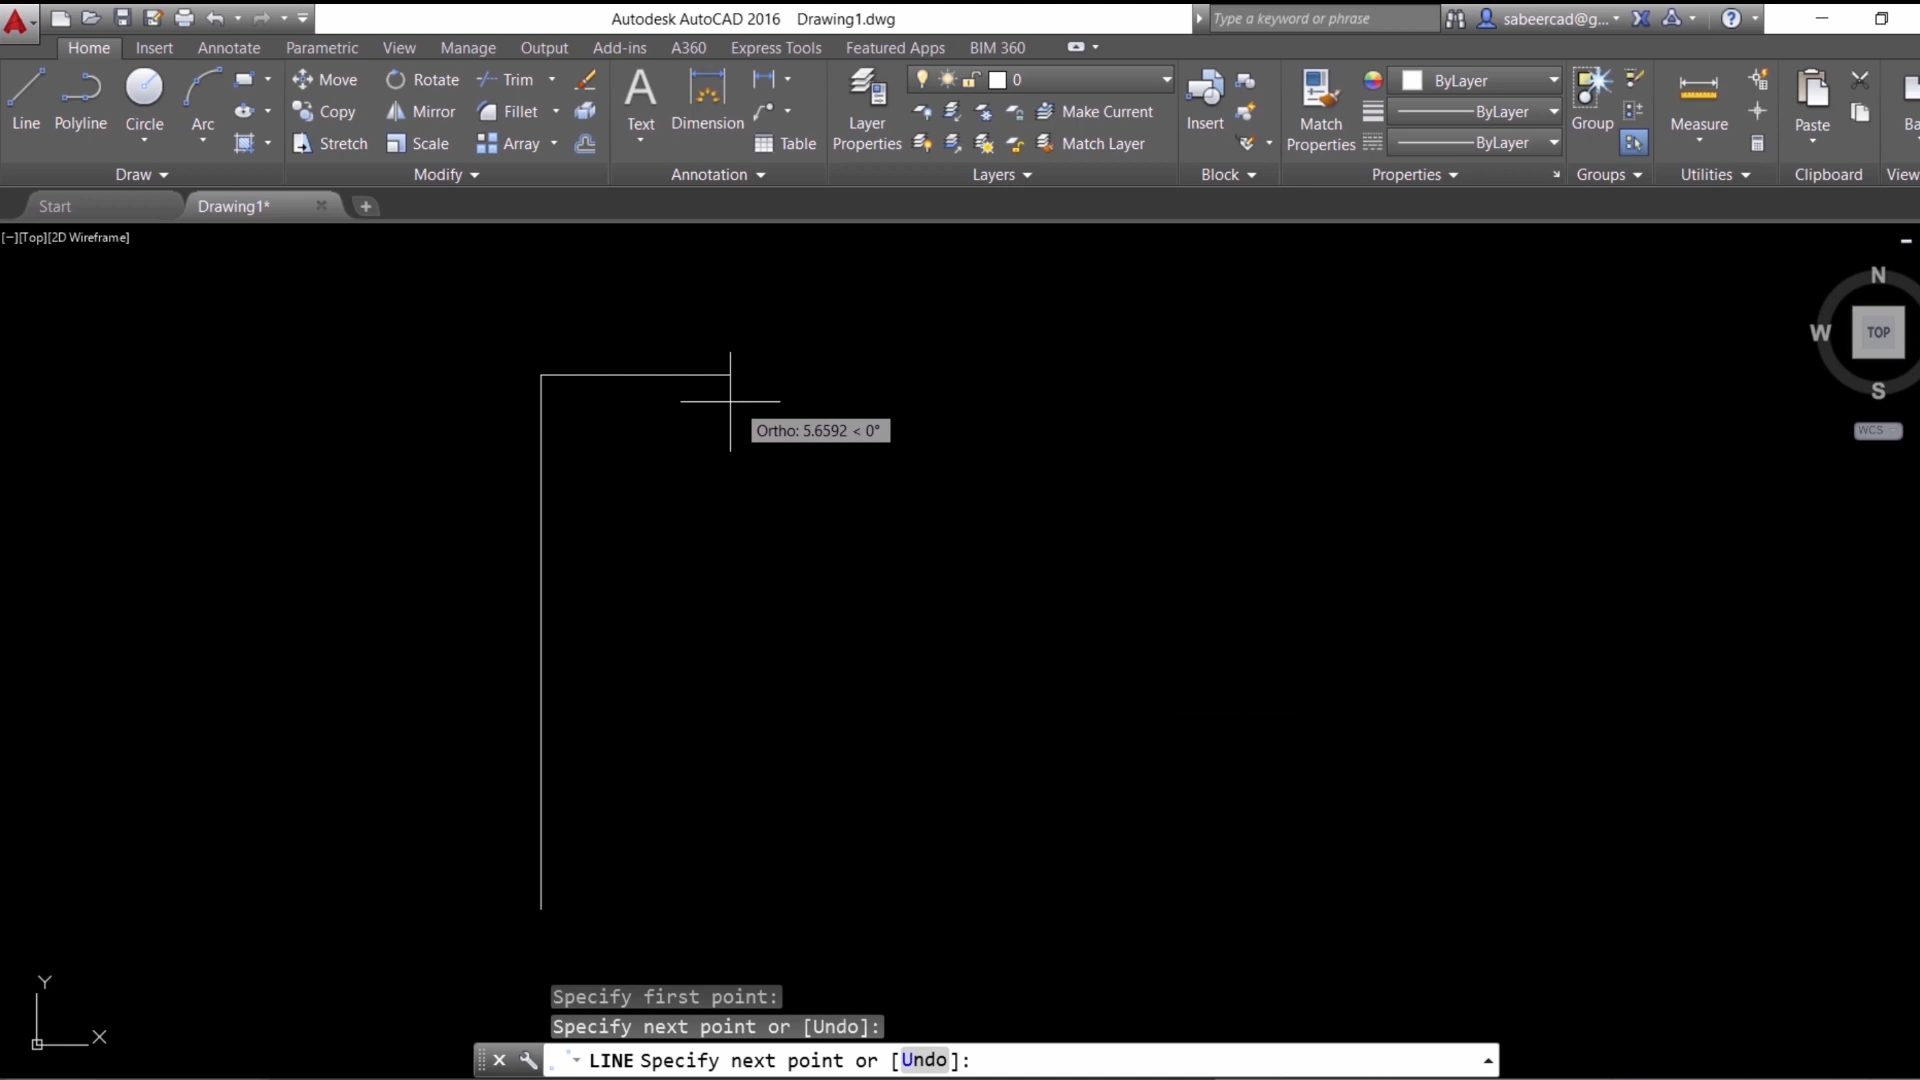 Autodesk AutoCAD 2016 Drawing1.dwg
Type a keyword or phrase
sabeercad@g...
Home Insert Annotate Parametric View Manage Output Add-ins A360 Express Tools Featured Apps BIM 360
Line Polyline Circle Arc
Move Rotate Trim
Copy Mirror Fillet
Stretch Scale Array
Text Dimension
Table
Layer Properties
0
Make Current
Match Layer
Insert
Match Properties
ByLayer
ByLayer
ByLayer
Group
Measure
Paste
Ba
Draw Modify Annotation Layers Block Properties Groups Utilities Clipboard View
Start Drawing1* +
[−][Top][2D Wireframe]
N
W TOP
S
WCS
Ortho: 5.6592 < 0°
Y
X
Specify first point:
Specify next point or [Undo]:
LINE Specify next point or [Undo]: